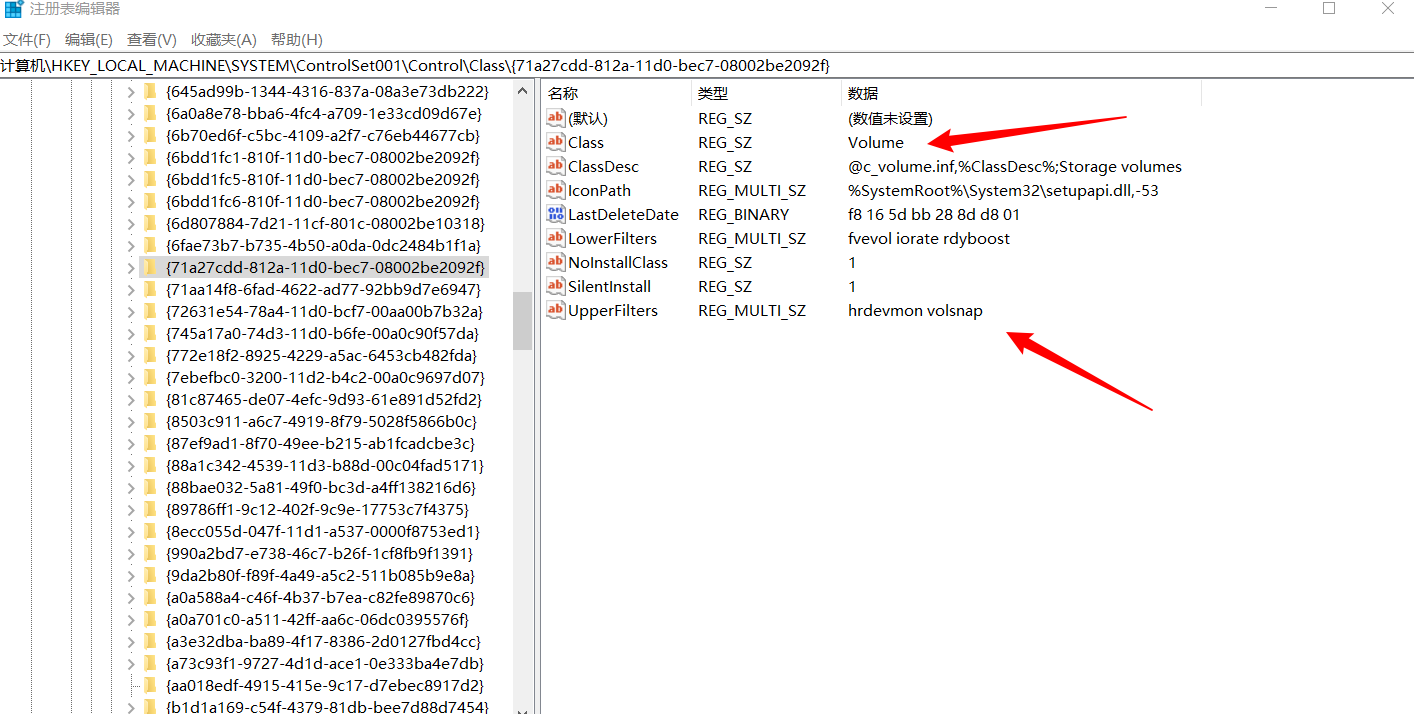 注册表编辑器
文件(F) 编辑(E) 查看(V) 收藏夹(A) 帮助(H)
计算机\HKEY_LOCAL_MACHINE\SYSTEM\ControlSet001\Control\Class\{71a27cdd-812a-11d0-bec7-08002be2092f}
{645ad99b-1344-4316-837a-08a3e73db222}
{6a0a8e78-bba6-4fc4-a709-1e33cd09d67e}
{6b70ed6f-c5bc-4109-a2f7-c76eb44677cb}
{6bdd1fc1-810f-11d0-bec7-08002be2092f}
{6bdd1fc5-810f-11d0-bec7-08002be2092f}
{6bdd1fc6-810f-11d0-bec7-08002be2092f}
{6d807884-7d21-11cf-801c-08002be10318}
{6fae73b7-b735-4b50-a0da-0dc2484b1f1a}
{71a27cdd-812a-11d0-bec7-08002be2092f}
{71aa14f8-6fad-4622-ad77-92bb9d7e6947}
{72631e54-78a4-11d0-bcf7-00aa00b7b32a}
{745a17a0-74d3-11d0-b6fe-00a0c90f57da}
{772e18f2-8925-4229-a5ac-6453cb482fda}
{7ebefbc0-3200-11d2-b4c2-00a0c9697d07}
{81c87465-de07-4efc-9d93-61e891d52fd2}
{8503c911-a6c7-4919-8f79-5028f5866b0c}
{87ef9ad1-8f70-49ee-b215-ab1fcadcbe3c}
{88a1c342-4539-11d3-b88d-00c04fad5171}
{88bae032-5a81-49f0-bc3d-a4ff138216d6}
{89786ff1-9c12-402f-9c9e-17753c7f4375}
{8ecc055d-047f-11d1-a537-0000f8753ed1}
{990a2bd7-e738-46c7-b26f-1cf8fb9f1391}
{9da2b80f-f89f-4a49-a5c2-511b085b9e8a}
{a0a588a4-c46f-4b37-b7ea-c82fe89870c6}
{a0a701c0-a511-42ff-aa6c-06dc0395576f}
{a3e32dba-ba89-4f17-8386-2d0127fbd4cc}
{a73c93f1-9727-4d1d-ace1-0e333ba4e7db}
{aa018edf-4915-415e-9c17-d7ebec8917d2}
{b1d1a169-c54f-4379-81db-bee7d88d7454}
名称 类型 数据
(默认) REG_SZ (数值未设置)
Class REG_SZ Volume
ClassDesc REG_SZ @c_volume.inf,%ClassDesc%;Storage volumes
IconPath REG_MULTI_SZ %SystemRoot%\System32\setupapi.dll,-53
LastDeleteDate REG_BINARY f8 16 5d bb 28 8d d8 01
LowerFilters REG_MULTI_SZ fvevol iorate rdyboost
NoInstallClass REG_SZ 1
SilentInstall REG_SZ 1
UpperFilters REG_MULTI_SZ hrdevmon volsnap